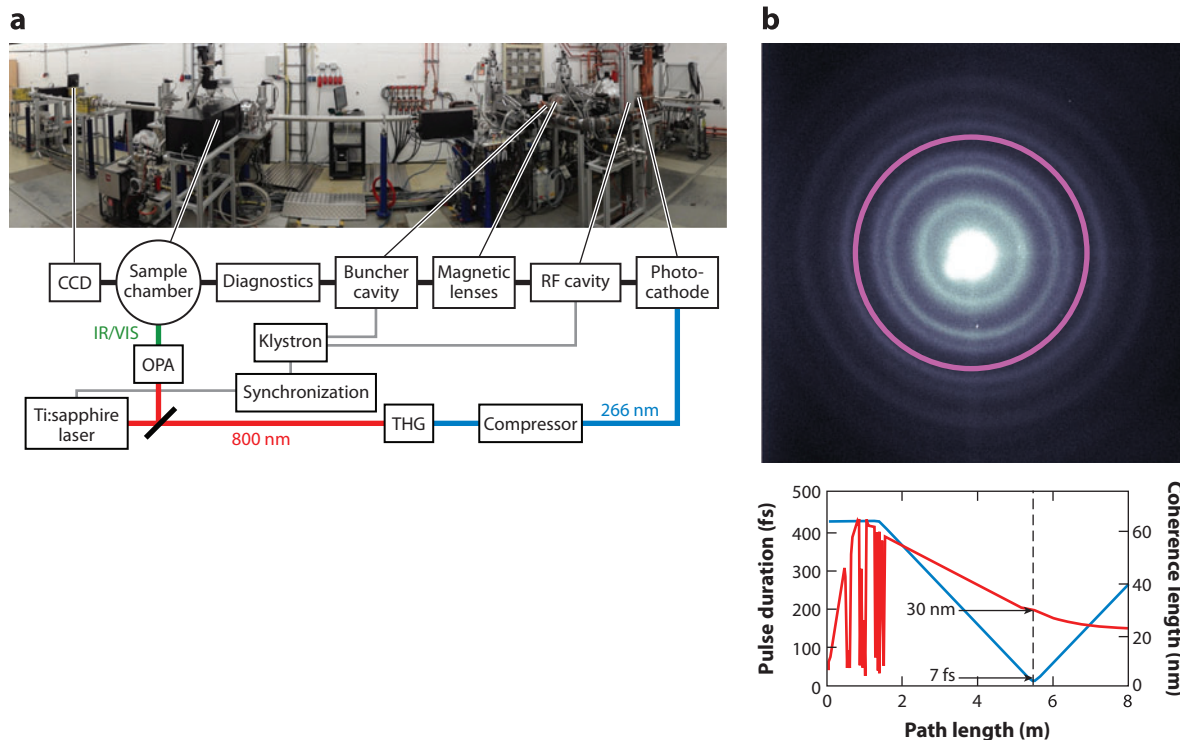 a
CCD
Sample
chamber
Diagnostics
Buncher
cavity
Magnetic
lenses
RF cavity
Photo-
cathode
IR/VIS
OPA
Klystron
Synchronization
Ti:sapphire
laser
800 nm
THG
Compressor
266 nm
b
Pulse duration (fs)
500
400
300
200
100
0
30 nm
7 fs
60
40
20
0
Coherence length (nm)
0
2
4
6
8
Path length (m)